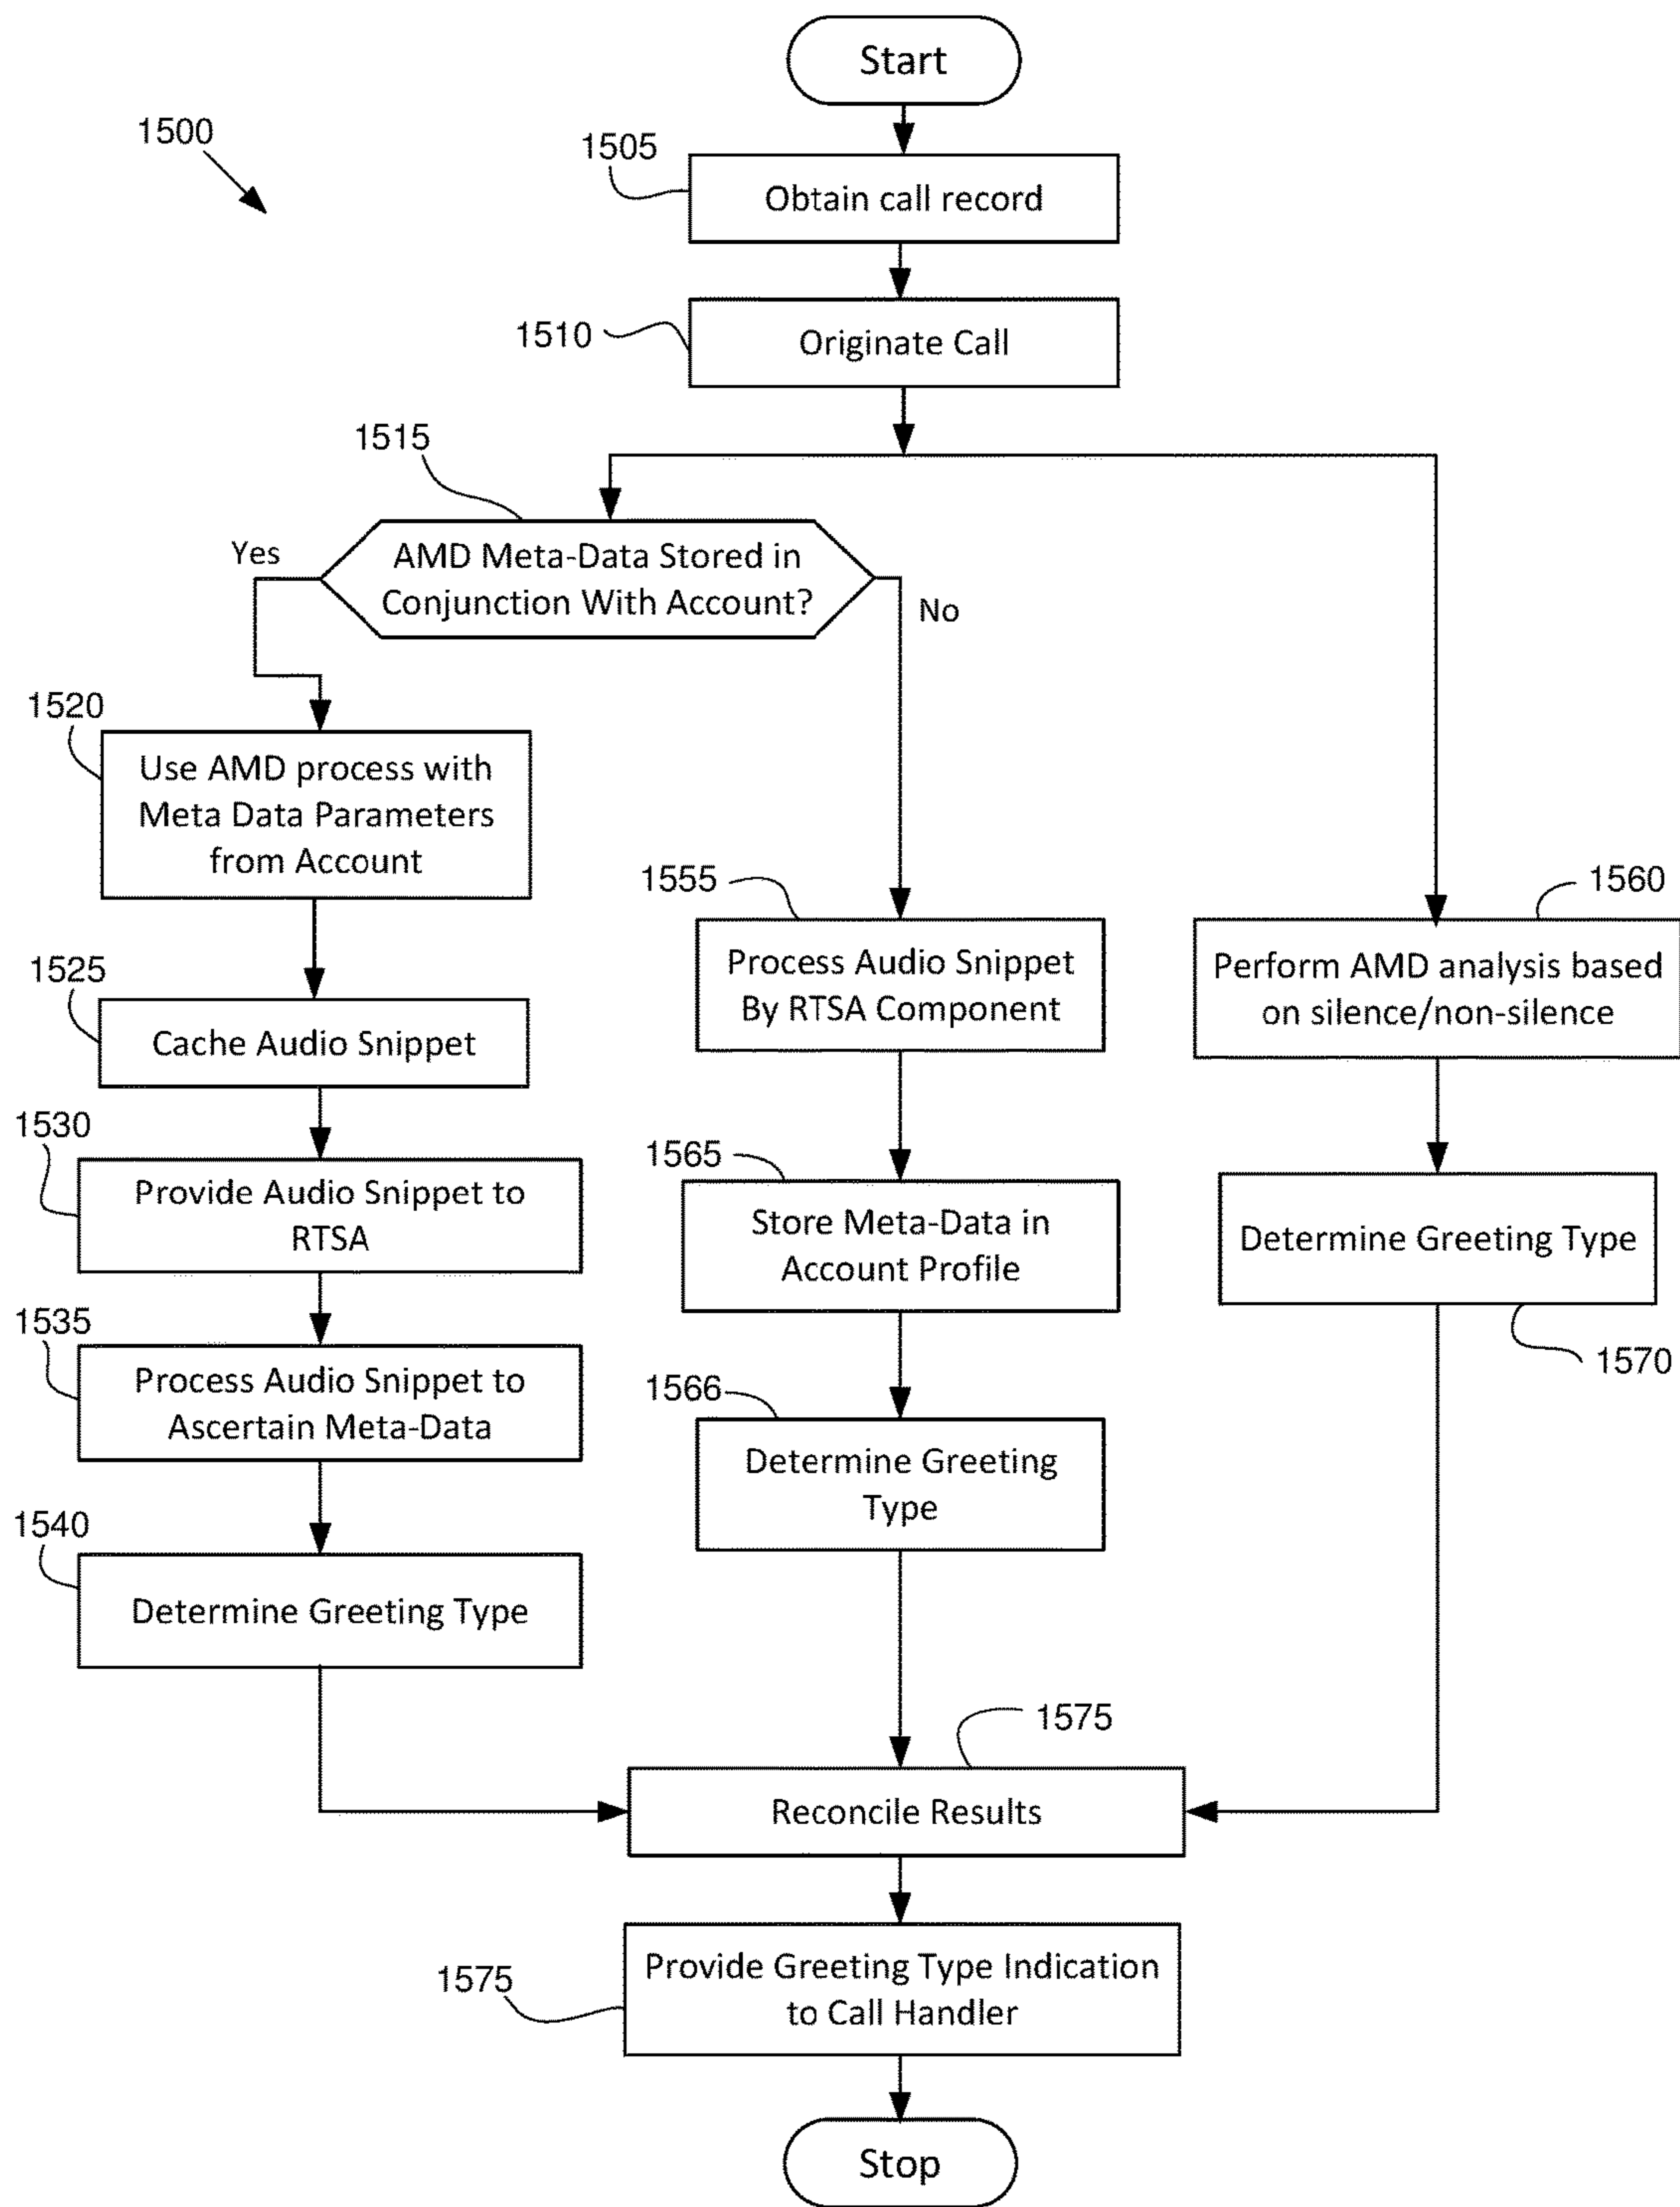 Start
1500
1505
Obtain call record
1510
Originate Call
1515
AMD Meta-Data Stored in
Conjunction With Account?
Yes
No
1520
Use AMD process with
Meta Data Parameters
from Account
1555
Process Audio Snippet
By RTSA Component
1560
Perform AMD analysis based
on silence/non-silence
1525
Cache Audio Snippet
1530
Provide Audio Snippet to
RTSA
1565
Store Meta-Data in
Account Profile
Determine Greeting Type
1570
1535
Process Audio Snippet to
Ascertain Meta-Data
1566
Determine Greeting
Type
1540
Determine Greeting Type
1575
Reconcile Results
1575
Provide Greeting Type Indication
to Call Handler
Stop